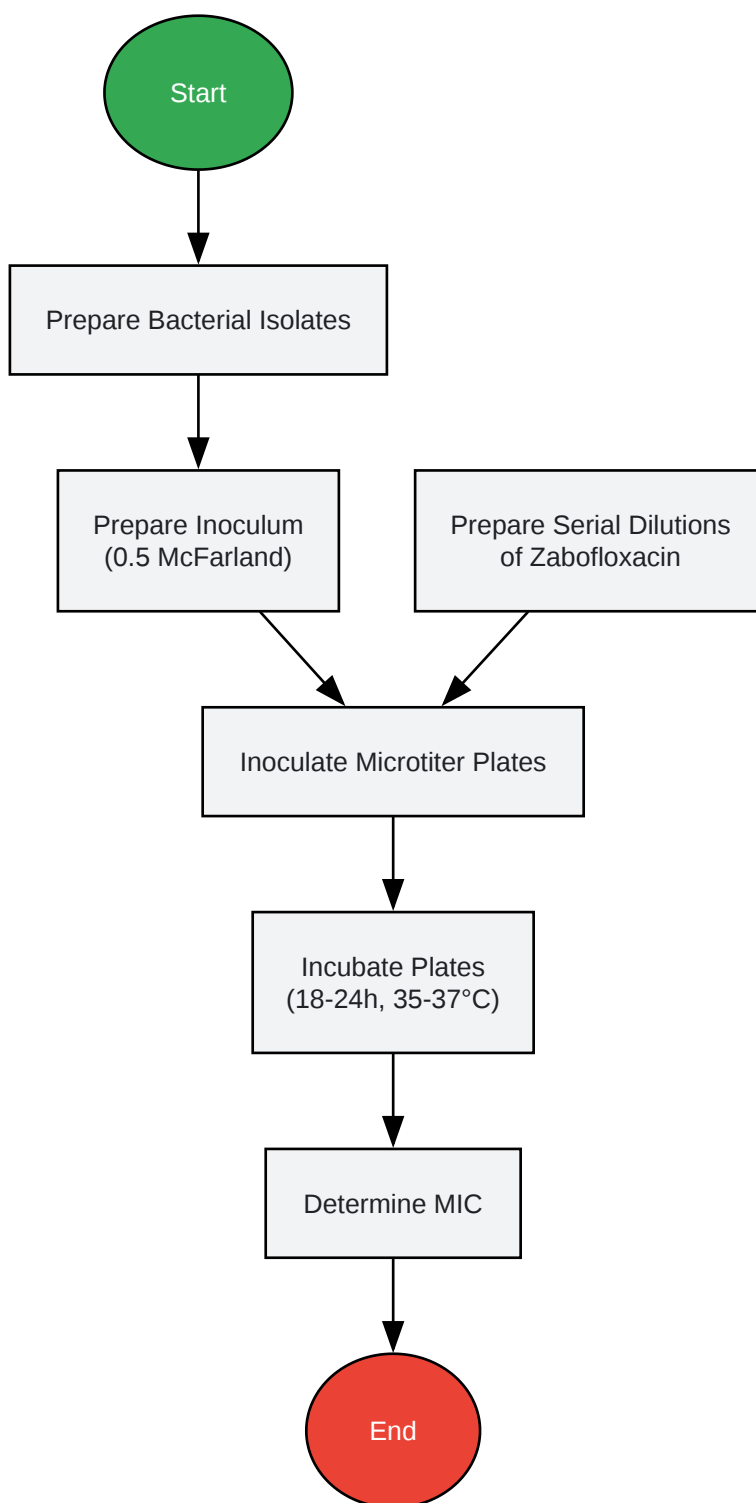 Start
Prepare Bacterial Isolates
Prepare Inoculum
(0.5 McFarland)
Prepare Serial Dilutions
of Zabofloxacin
Inoculate Microtiter Plates
Incubate Plates
(18-24h, 35-37°C)
Determine MIC
End